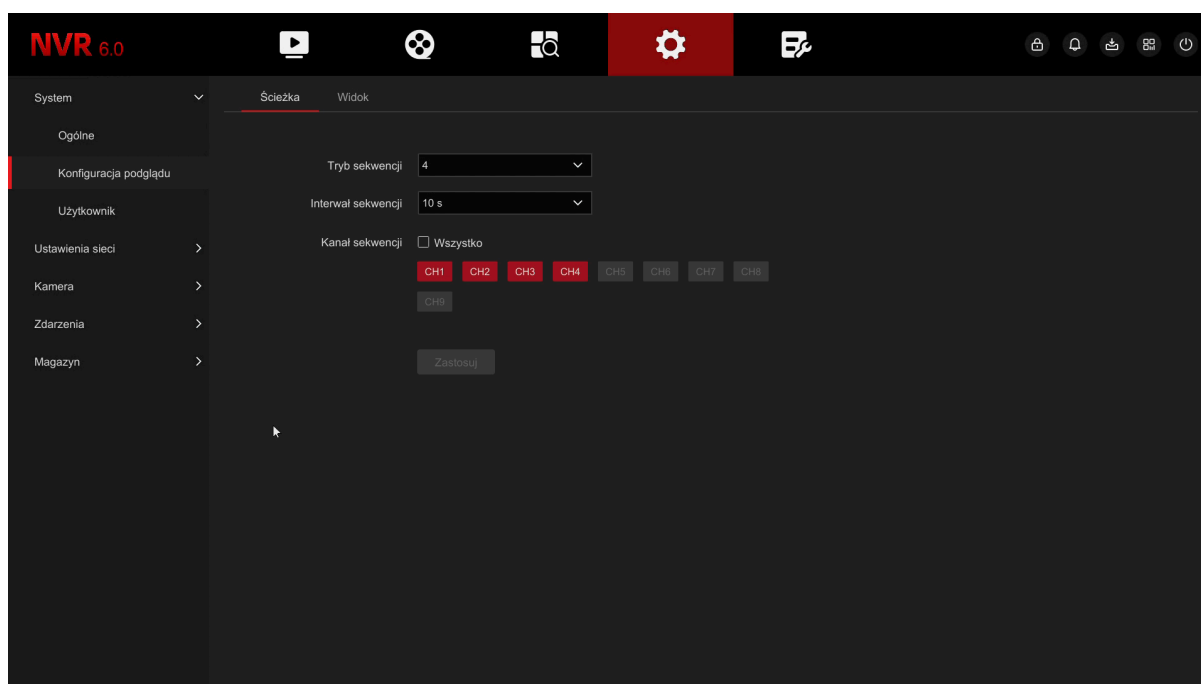 NVR 6.0
System
Ścieżka Widok
Ogólne
Konfiguracja podglądu
Użytkownik
Ustawienia sieci
Kamera
Zdarzenia
Magazyn
Tryb sekwencji 4
Interwał sekwencji 10 s
Kanał sekwencji Wszystko
CH1 CH2 CH3 CH4 CH5 CH6 CH7 CH8
CH9
Zastosuj